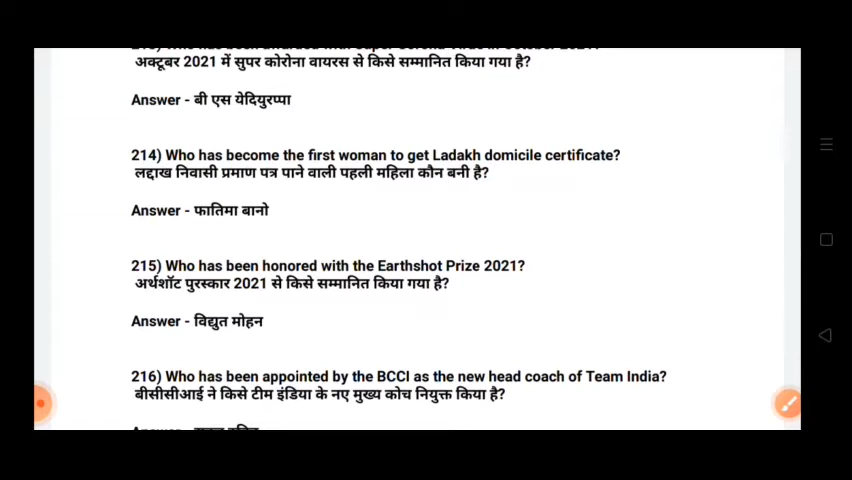 अक्टूबर 2021 में सुपर कोरोना वायरस से किसे सम्मानित किया गया है?
Answer - बी एस येदियुरप्पा
214) Who has become the first woman to get Ladakh domicile certificate?
लद्दाख निवासी प्रमाण पत्र पाने वाली पहली महिला कौन बनी है?
Answer - फातिमा बानो
215) Who has been honored with the Earthshot Prize 2021?
अर्थशॉट पुरस्कार 2021 से किसे सम्मानित किया गया है?
Answer - विद्युत मोहन
216) Who has been appointed by the BCCI as the new head coach of Team India?
बीसीसीआई ने किसे टीम इंडिया के नए मुख्य कोच नियुक्त किया है?